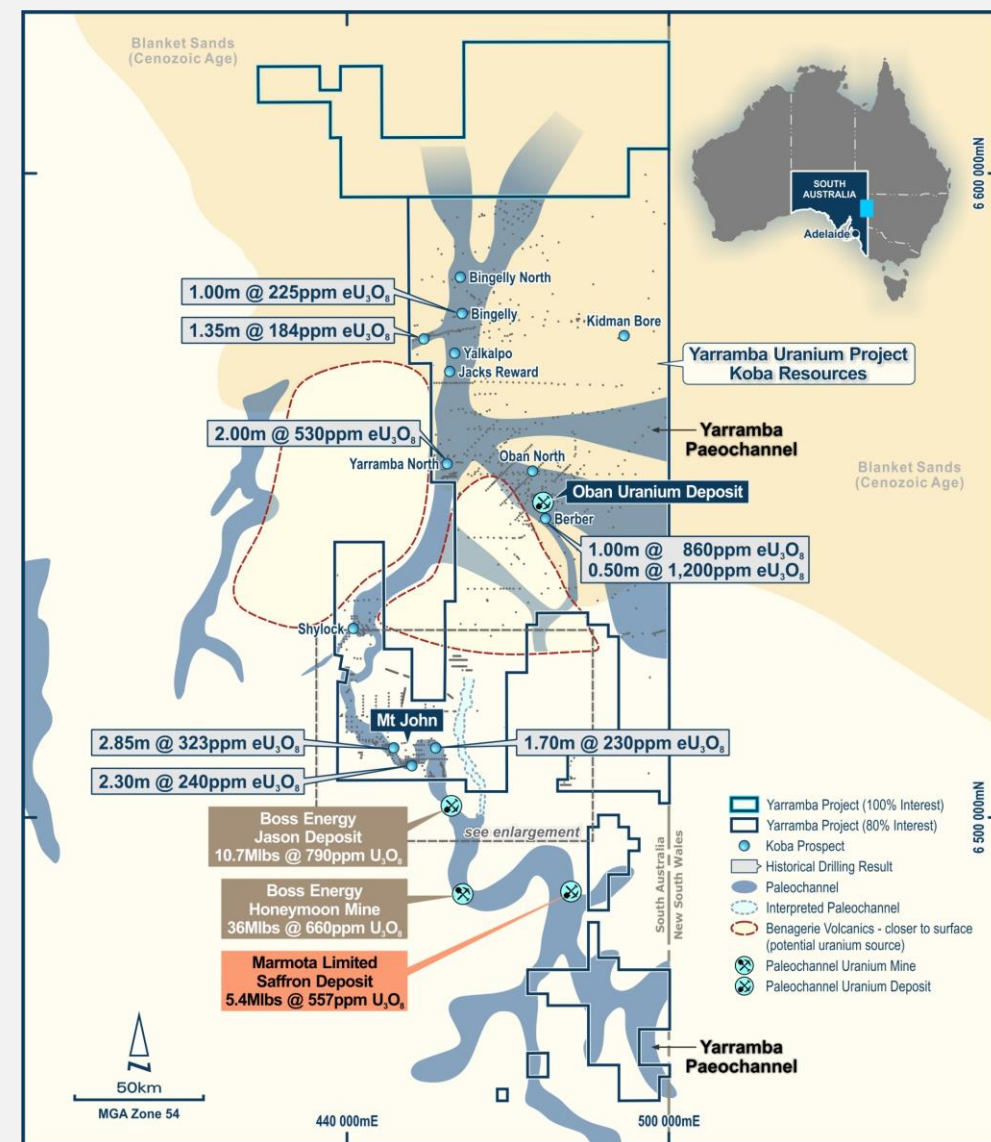 Blanket Sands
(Cenozoic Age)
6 600 000mN
SOUTH
AUSTRALIA
Adelaide
Bingelly North
1.00m @ 225ppm eU₃O₈
Bingelly
Kidman Bore
1.35m @ 184ppm eU₃O₈
Yalkalpo
Jacks Reward
Yarramba Uranium Project
Koba Resources
2.00m @ 530ppm eU₃O₈
Yarramba
Paeochannel
Yarramba North
Oban North
Blanket Sands
(Cenozoic Age)
Oban Uranium Deposit
Berber
1.00m @ 860ppm eU₃O₈
0.50m @ 1,200ppm eU₃O₈
Shylock
Mt John
2.85m @ 323ppm eU₃O₈
1.70m @ 230ppm eU₃O₈
2.30m @ 240ppm eU₃O₈
Boss Energy
Jason Deposit
10.7Mlbs @ 790ppm U₃O₈
see enlargement
6 500 000mN
South Australia
New South Wales
Yarramba Project (100% Interest)
Yarramba Project (80% Interest)
Koba Prospect
Historical Drilling Result
Paleochannel
Interpreted Paleochannel
Benagerie Volcanics - closer to surface
(potential uranium source)
Paleochannel Uranium Mine
Paleochannel Uranium Deposit
Boss Energy
Honeymoon Mine
36Mlbs @ 660ppm U₃O₈
Marmota Limited
Saffron Deposit
5.4Mlbs @ 557ppm U₃O₈
Yarramba
Paeochannel
N
50km
MGA Zone 54
440 000mE
500 000mE